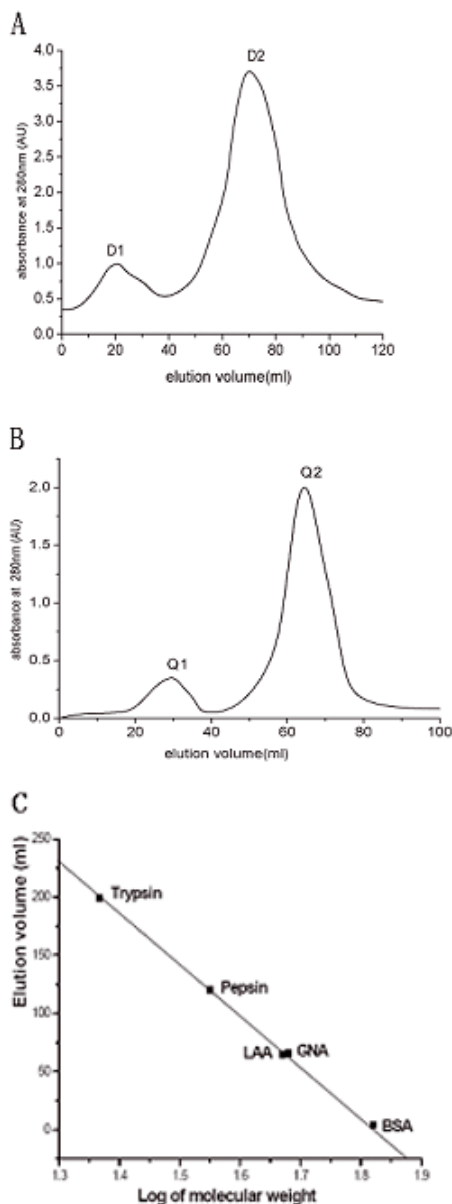 A
D2
D1
4.0
3.5
3.0
2.5
2.0
1.5
1.0
0.5
0.0
absorbance at 280nm (AU)
0 20 40 60 80 100 120
elution volume(ml)
B
Q2
Q1
2.0
1.5
1.0
0.5
0.0
absorbance at 280nm (AU)
0 20 40 60 80 100
elution volume(ml)
C
250
200
150
100
50
0
Elution volume (ml)
Trypsin
Pepsin
LAA GNA
BSA
1.3 1.4 1.5 1.6 1.7 1.8 1.9
Log of molecular weight